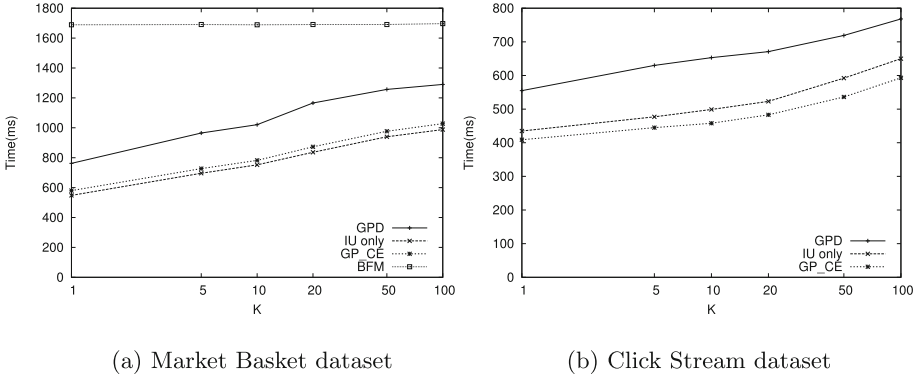 1800
1600
1400
1200
1000
800
600
400
200
0
Time(ms)
1 5 10 20 50 100
K
GPD
IU only
GP_CE
BFM
(a) Market Basket dataset
800
700
600
500
400
300
200
100
0
Time(ms)
1 5 10 20 50 100
K
GPD
IU only
GP_CE
(b) Click Stream dataset